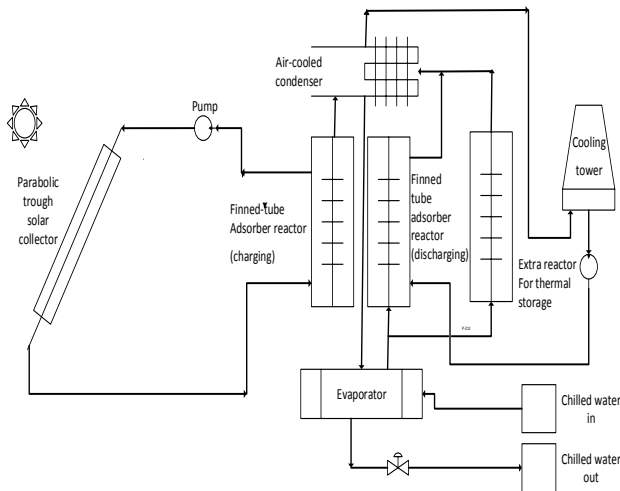 Air-cooled
condenser
Pump
Cooling
tower
Parabolic
trough
solar
collector
Finned-tube
Adsorber reactor
(charging)
Finned
tube
adsorber
reactor
(discharging)
Extra reactor
For thermal
storage
Evaporator
Chilled water
in
Chilled water
out